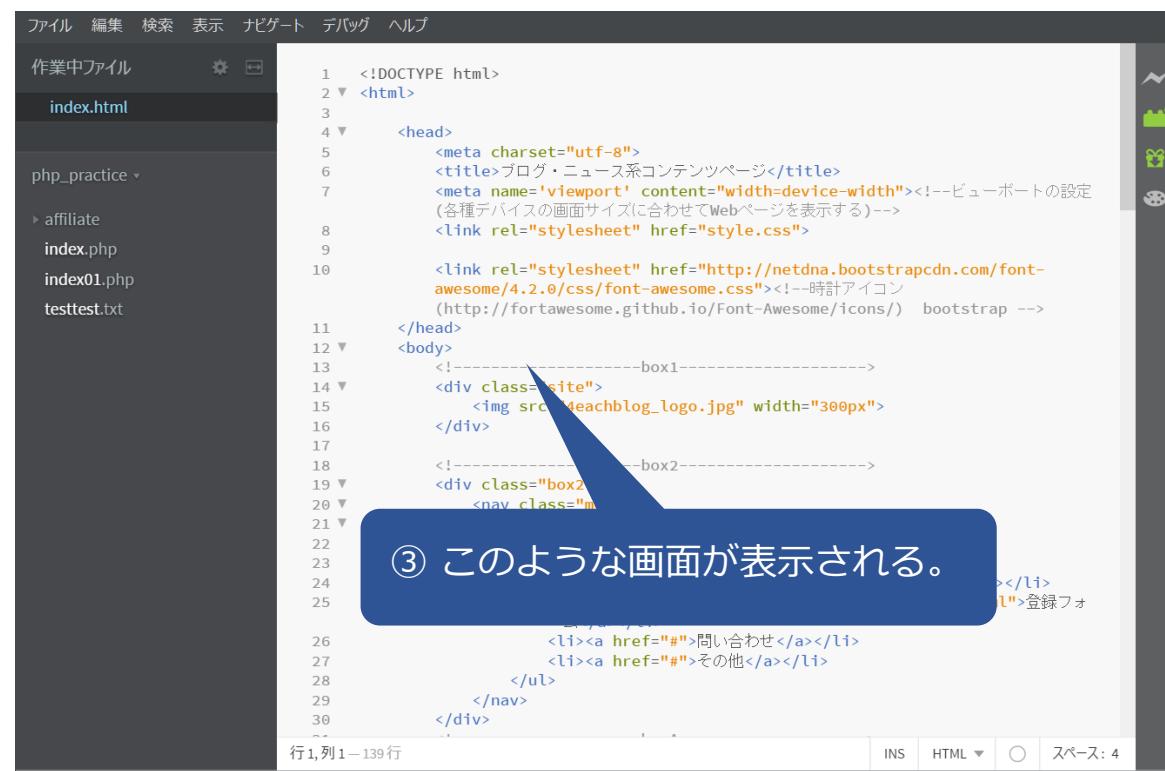 ファイル 編集 検索 表示 ナビゲート デバッグ ヘルプ
作業中ファイル
index.html
php_practice
affiliate
index.php
index01.php
testtest.txt
1 <!DOCTYPE html>
2 <html>
3
4 <head>
5 <meta charset="utf-8">
6 <title>ブログ・ニュース系コンテンツページ</title>
7 <meta name='viewport' content="width=device-width"><!--ビューポートの設定
(各種デバイスの画面サイズに合わせてWebページを表示する)-->
8 <link rel="stylesheet" href="style.css">
9
10 <link rel="stylesheet" href="http://netdna.bootstrapcdn.com/font-
awesome/4.2.0/css/font-awesome.css"><!--時計アイコン
(http://fortawesome.github.io/Font-Awesome/icons/) bootstrap -->
11 </head>
12 <body>
13 <!--------------------box1-------------------->
14 <div class="site">
15 <img src 4eachblog_logo.jpg" width="300px">
16 </div>
17
18 <!-------------------box2-------------------->
19 <div class="box2
20 <nav class="m
21
22
23
24 ></li>
25 l">登録フォ
26 <li><a href="#">問い合わせ</a></li>
27 <li><a href="#">その他</a></li>
28 </ul>
29 </nav>
30 </div>
③ このような画面が表示される。
行 1, 列 1 — 139 行 INS HTML スペース: 4